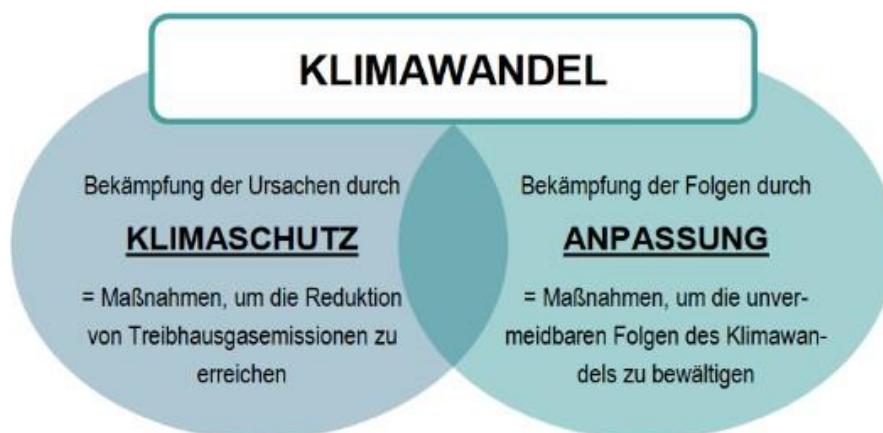 KLIMAWANDEL
Bekämpfung der Ursachen durch
KLIMASCHUTZ
= Maßnahmen, um die Reduktion
von Treibhausgasemissionen zu
erreichen
Bekämpfung der Folgen durch
ANPASSUNG
= Maßnahmen, um die unver-
meidbaren Folgen des Klimawan-
dels zu bewältigen